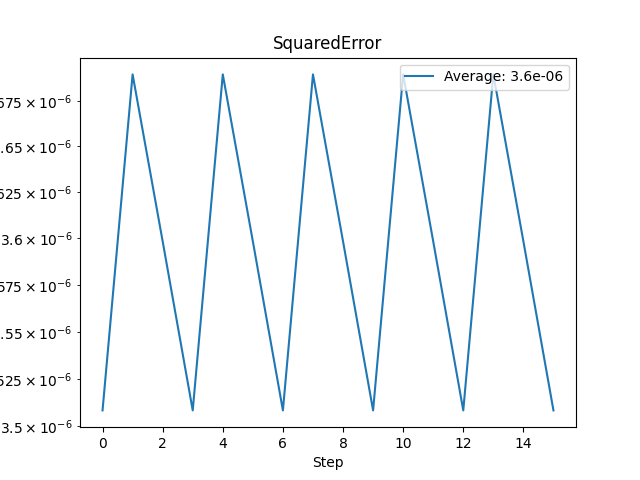 SquaredError
Average: 3.6e-06
575 × 10⁻⁶
.65 × 10⁻⁶
525 × 10⁻⁶
3.6 × 10⁻⁶
575 × 10⁻⁶
.55 × 10⁻⁶
525 × 10⁻⁶
3.5 × 10⁻⁶
0 2 4 6 8 10 12 14
Step